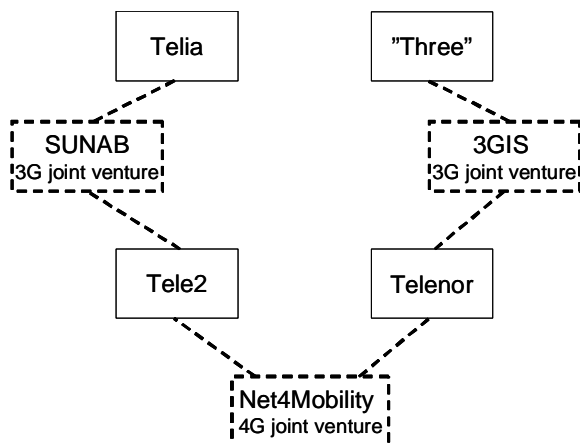 Telia
”Three”
SUNAB
3G joint venture
3GIS
3G joint venture
Tele2
Telenor
Net4Mobility
4G joint venture